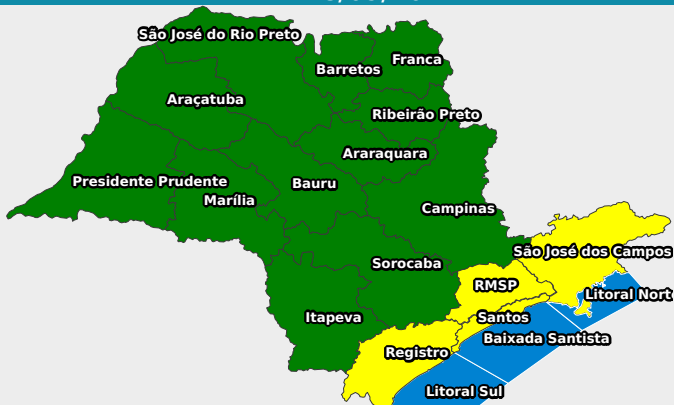 São José do Rio Preto
Franca
Barretos
Araçatuba
Ribeirão Preto
Araraquara
Presidente Prudente
Bauru
Marília
Campinas
São José dos Campos
Sorocaba
RMSP
Litoral Nort
Itapeva
Santos
Baixada Santista
Registro
Litoral Sul